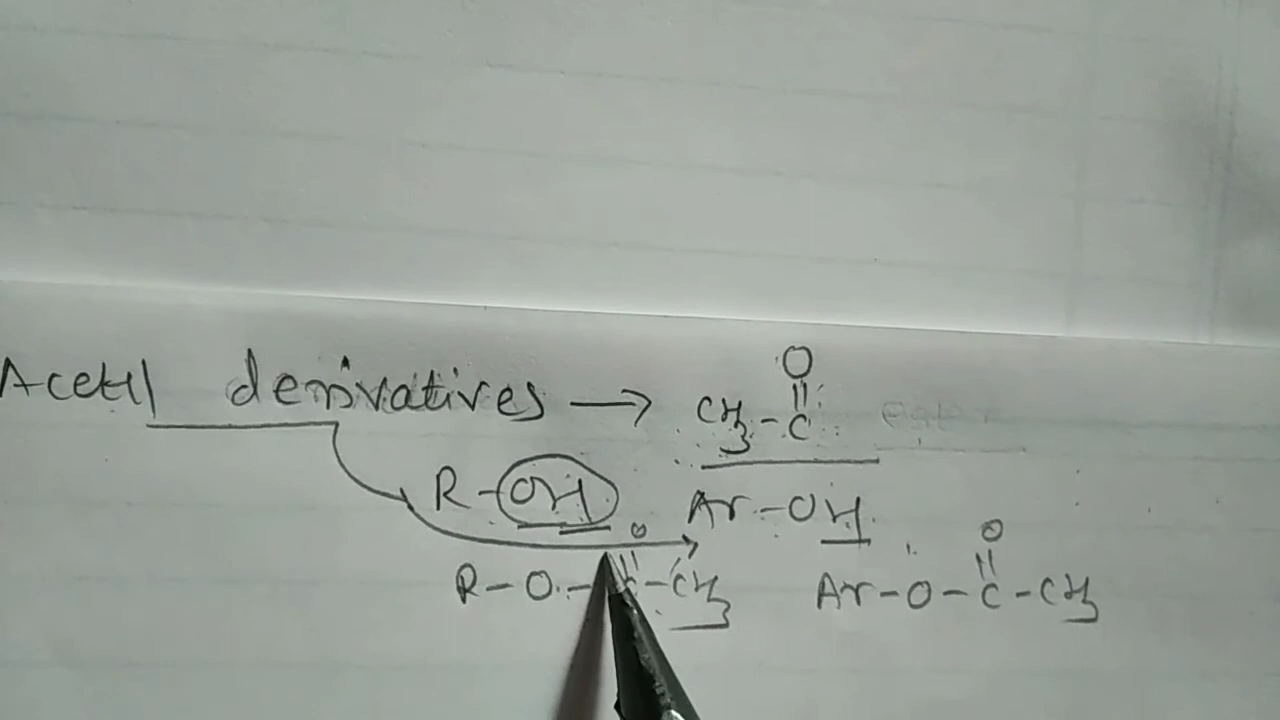 Acetyl derivatives → CH3-C
O
R-OH Ar-OH
O O
R-O-C-CH3 Ar-O-C-CH3